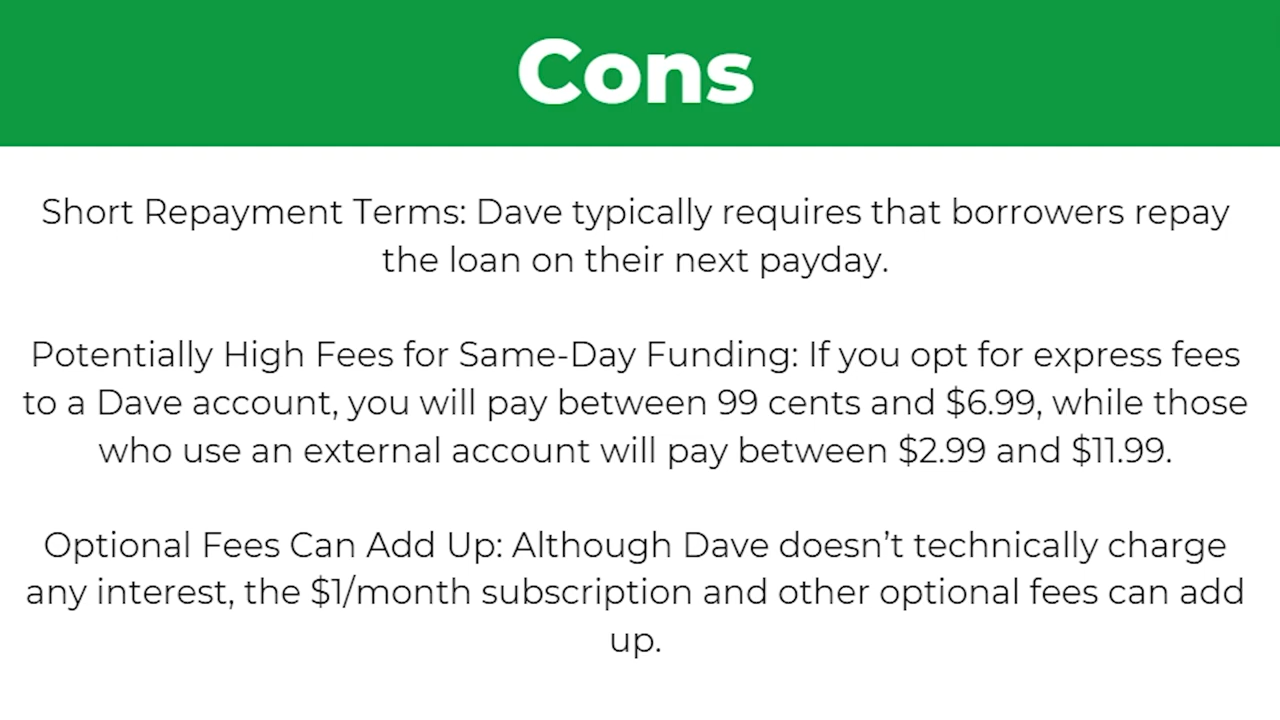 Cons
Short Repayment Terms: Dave typically requires that borrowers repay
the loan on their next payday.
Potentially High Fees for Same-Day Funding: If you opt for express fees
to a Dave account, you will pay between 99 cents and $6.99, while those
who use an external account will pay between $2.99 and $11.99.
Optional Fees Can Add Up: Although Dave doesn’t technically charge
any interest, the $1/month subscription and other optional fees can add
up.